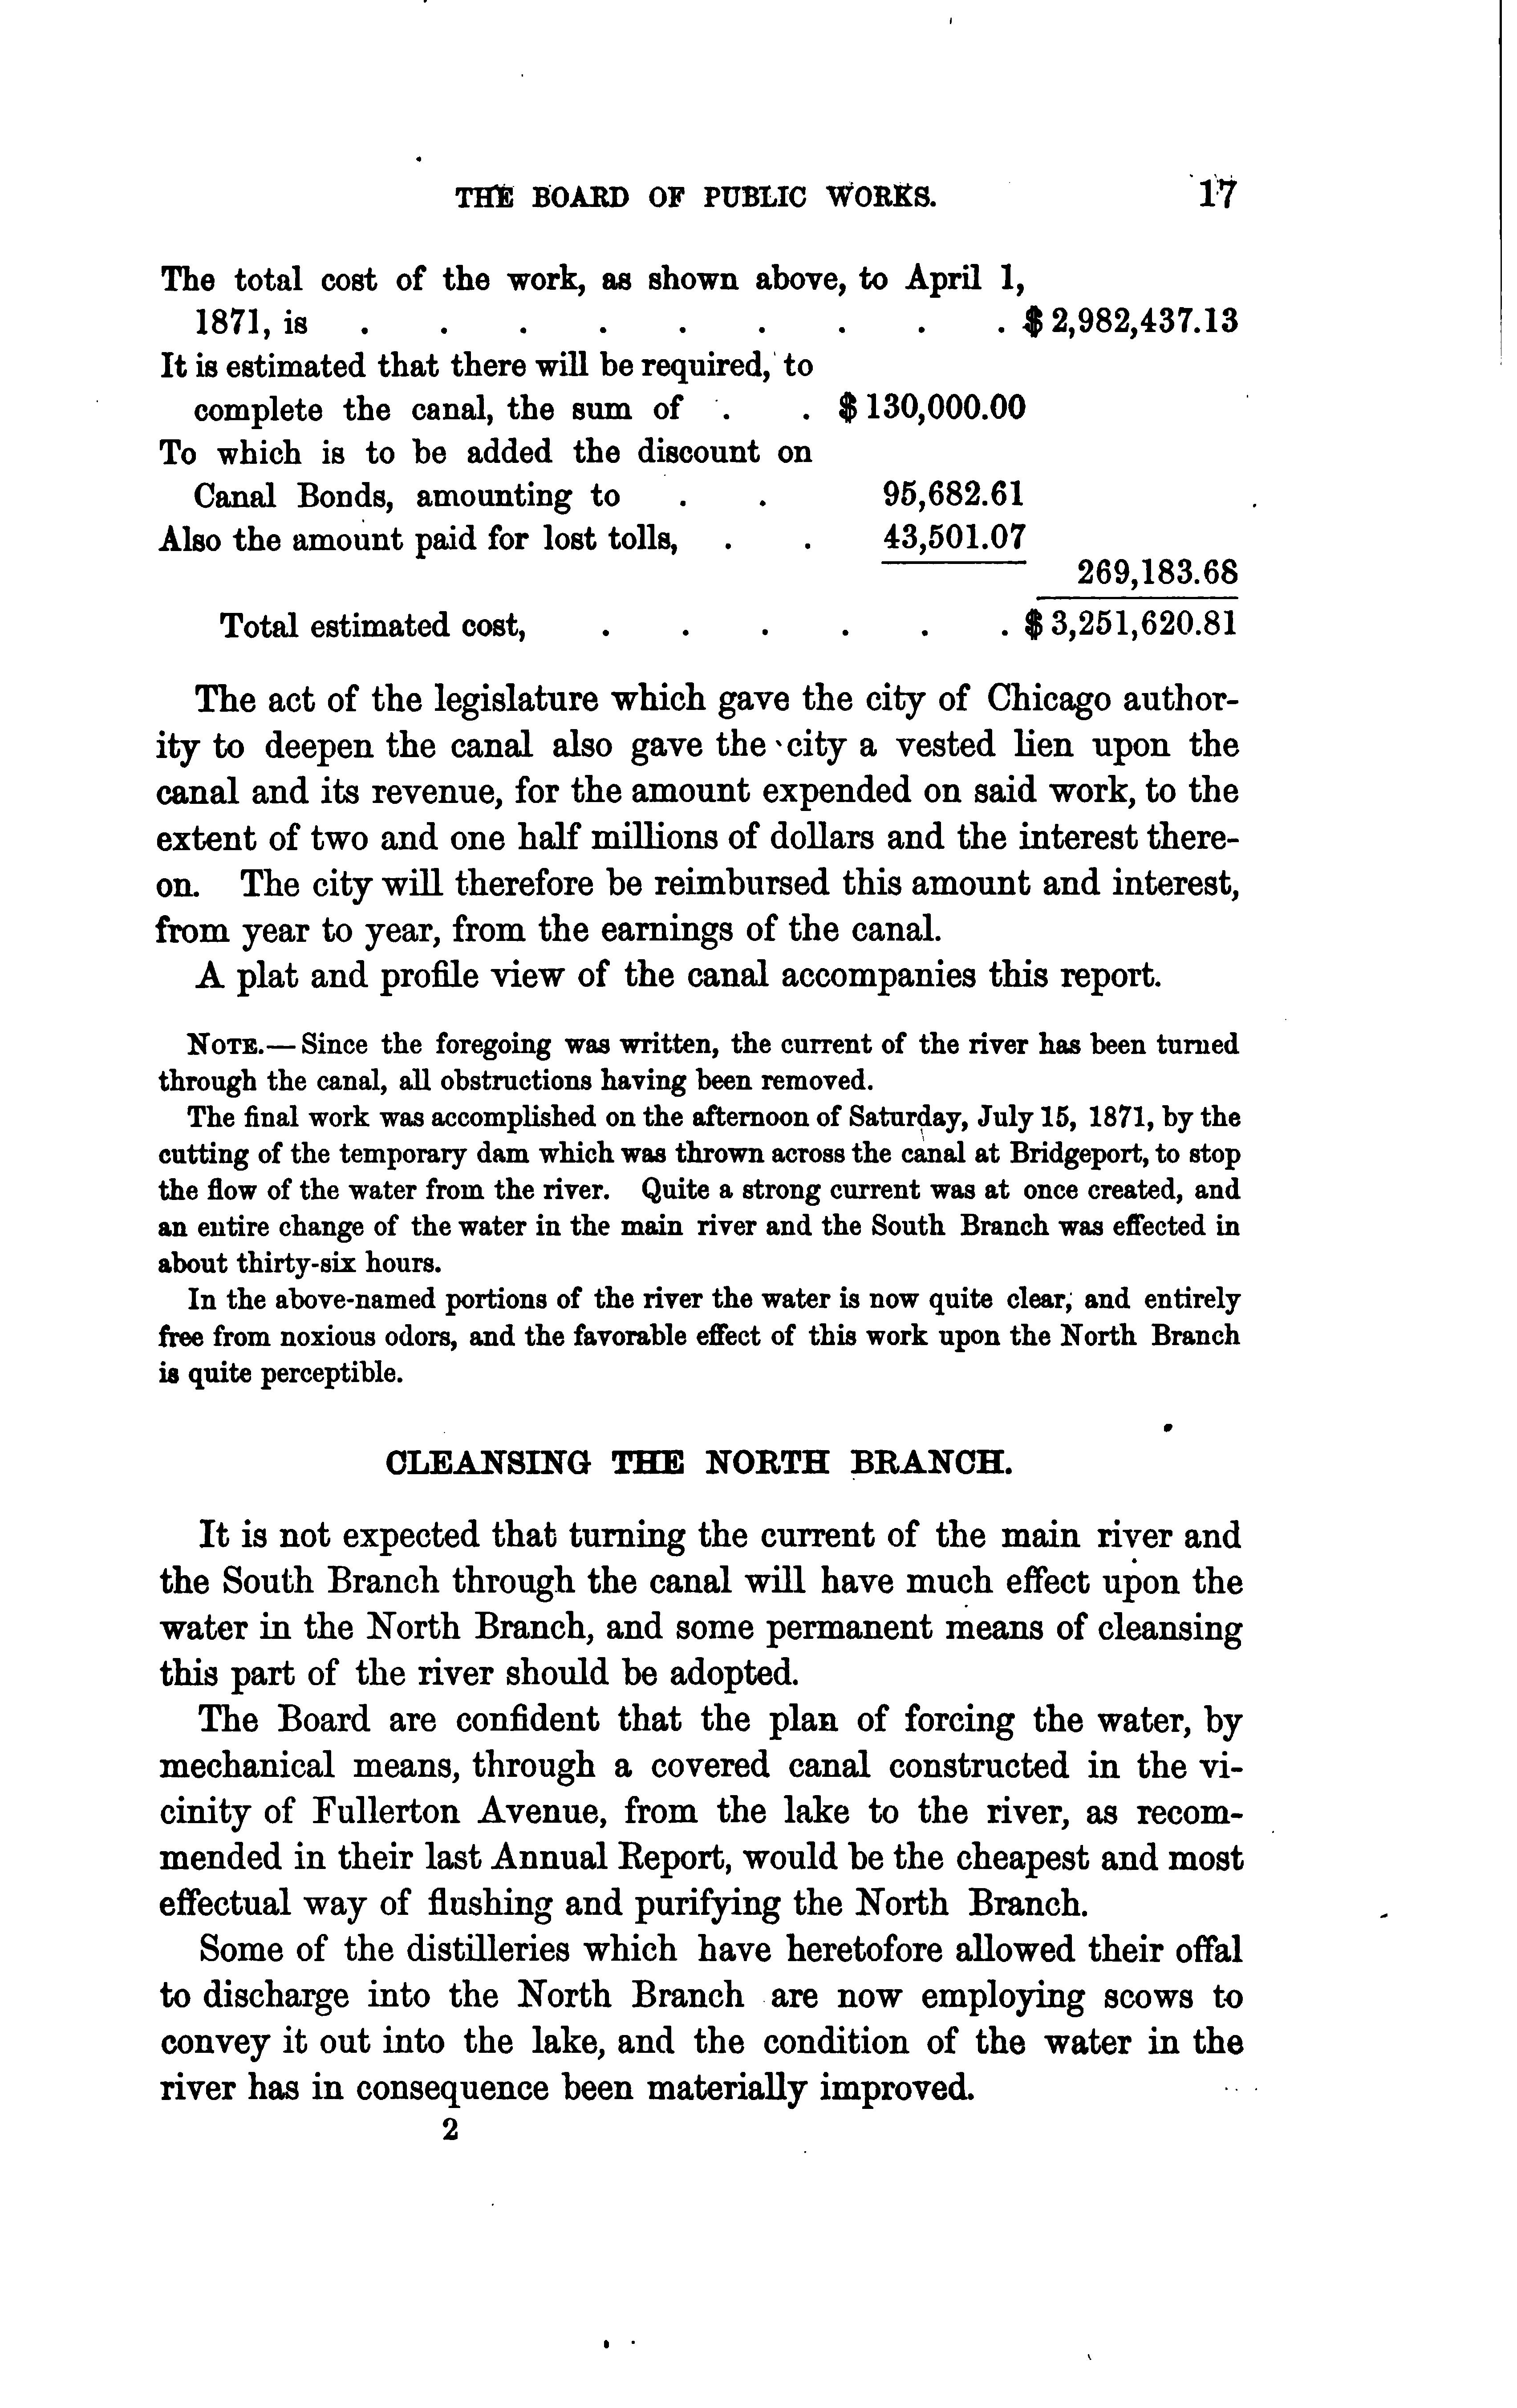 THE BOARD OF PUBLIC WORKS. 17
The total cost of the work, as shown above, to April 1,
1871, is . . . . . . . . . $2,982,437.13
It is estimated that there will be required, to
complete the canal, the sum of . . $130,000.00
To which is to be added the discount on
Canal Bonds, amounting to . . 95,682.61
Also the amount paid for lost tolls, . . 43,501.07
269,183.68
Total estimated cost, . . . . . . $3,251,620.81
The act of the legislature which gave the city of Chicago author-
ity to deepen the canal also gave the city a vested lien upon the
canal and its revenue, for the amount expended on said work, to the
extent of two and one half millions of dollars and the interest there-
on. The city will therefore be reimbursed this amount and interest,
from year to year, from the earnings of the canal.
A plat and profile view of the canal accompanies this report.
NOTE.— Since the foregoing was written, the current of the river has been turned
through the canal, all obstructions having been removed.
The final work was accomplished on the afternoon of Saturday, July 15, 1871, by the
cutting of the temporary dam which was thrown across the canal at Bridgeport, to stop
the flow of the water from the river. Quite a strong current was at once created, and
an entire change of the water in the main river and the South Branch was effected in
about thirty-six hours.
In the above-named portions of the river the water is now quite clear, and entirely
free from noxious odors, and the favorable effect of this work upon the North Branch
is quite perceptible.
CLEANSING THE NORTH BRANCH.
It is not expected that turning the current of the main river and
the South Branch through the canal will have much effect upon the
water in the North Branch, and some permanent means of cleansing
this part of the river should be adopted.
The Board are confident that the plan of forcing the water, by
mechanical means, through a covered canal constructed in the vi-
cinity of Fullerton Avenue, from the lake to the river, as recom-
mended in their last Annual Report, would be the cheapest and most
effectual way of flushing and purifying the North Branch.
Some of the distilleries which have heretofore allowed their offal
to discharge into the North Branch are now employing scows to
convey it out into the lake, and the condition of the water in the
river has in consequence been materially improved.
2